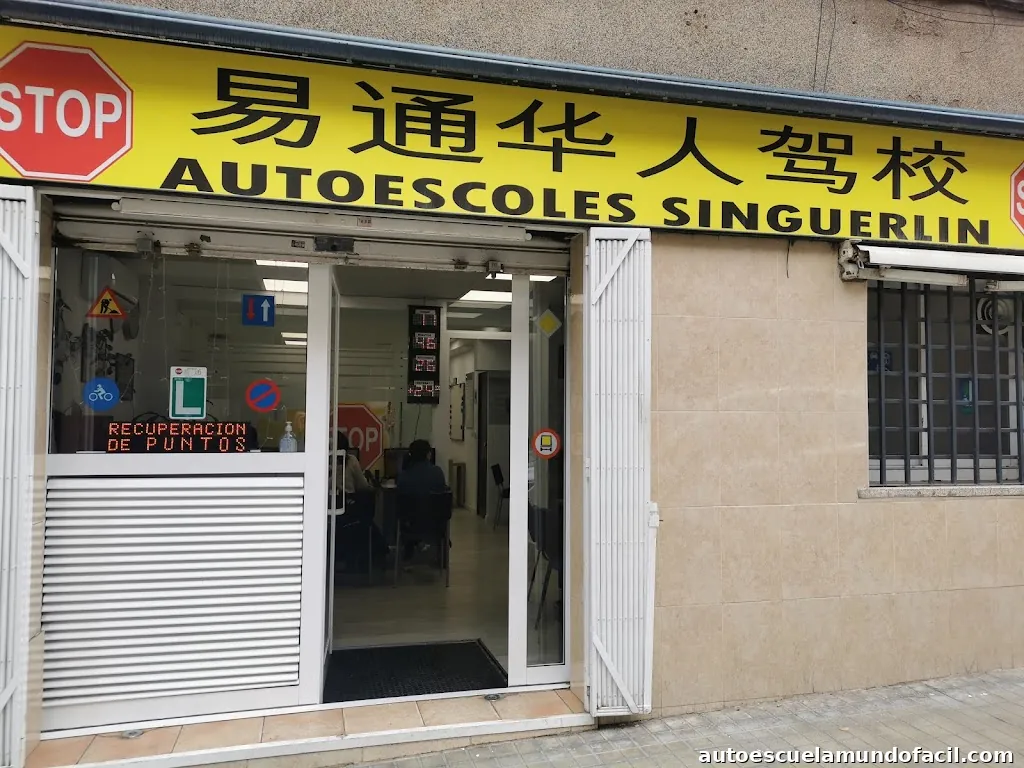 STOP
易通华人驾校
AUTOESCOLES SINGUERLIN
L
RECUPERACION
DE PUNTOS
STOP
autoescuelamundofacil.com